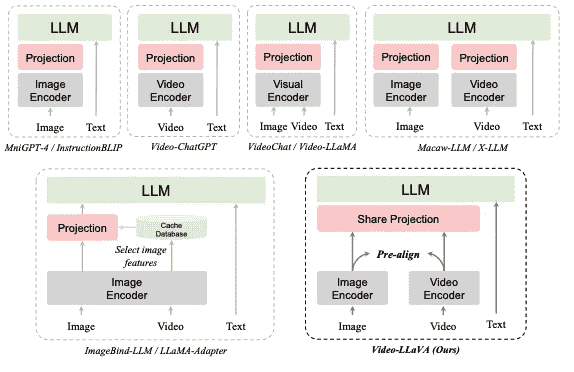 LLM
Projection
Image
Encoder
Image
Text
MniGPT-4 / InstructionBLIP
LLM
Projection
Video
Encoder
Video
Text
Video-ChatGPT
LLM
Projection
Visual
Encoder
Image Video Text
VideoChat / Video-LLaMA
LLM
Projection
Projection
Image
Encoder
Video
Encoder
Image
Video
Text
Macaw-LLM / X-LLM
LLM
Projection
Cache
Database
Select image
features
Image
Encoder
Image
Video
Text
ImageBind-LLM / LLaMA-Adapter
LLM
Share Projection
Pre-align
Image
Encoder
Video
Encoder
Image
Video
Text
Video-LLaVA (Ours)